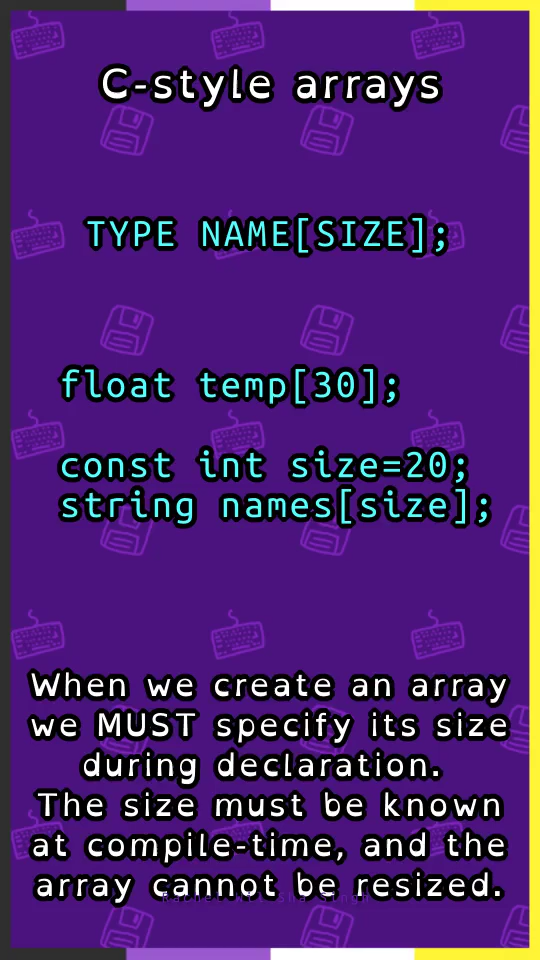 C-style arrays
TYPE NAME[SIZE];
float temp[30];
const int size=20;
string names[size];
When we create an array
we MUST specify its size
during declaration.
The size must be known
at compile-time, and the
array cannot be resized.